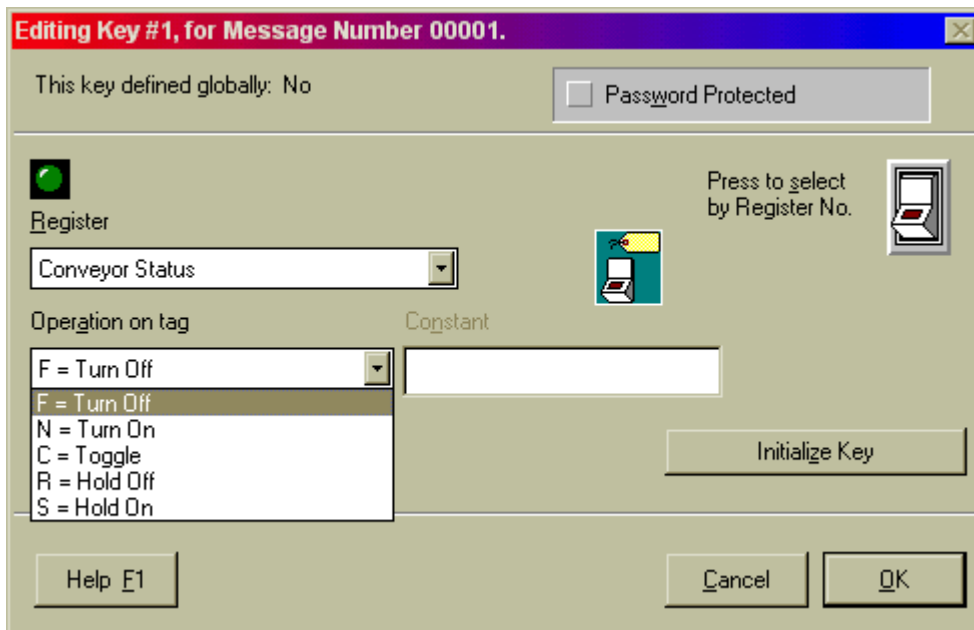 Editing Key #1, for Message Number 00001.
This key defined globally: No
Password Protected
Press to select
by Register No.
Register
Conveyor Status
Operation on tag
Constant
F = Turn Off
F = Turn Off
N = Turn On
C = Toggle
R = Hold Off
S = Hold On
Initialize Key
Help F1
Cancel
OK